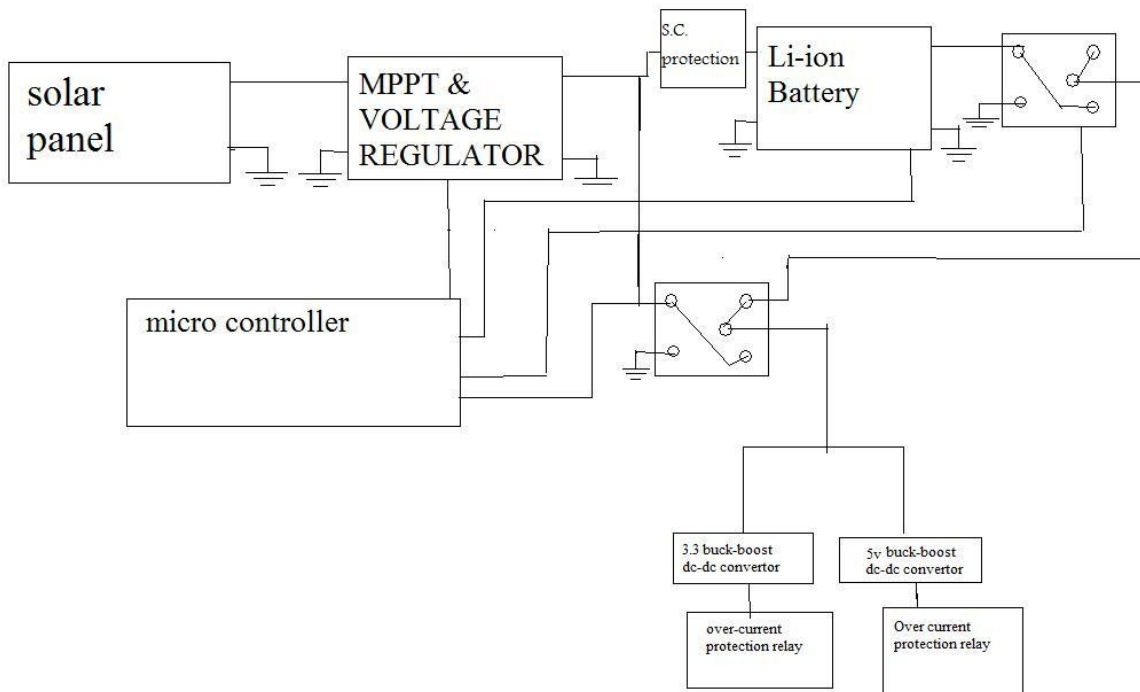 solar
panel
MPPT &
VOLTAGE
REGULATOR
S.C.
protection
Li-ion
Battery
micro controller
3.3 buck-boost
dc-dc convertor
5v buck-boost
dc-dc convertor
over-current
protection relay
Over current
protection relay